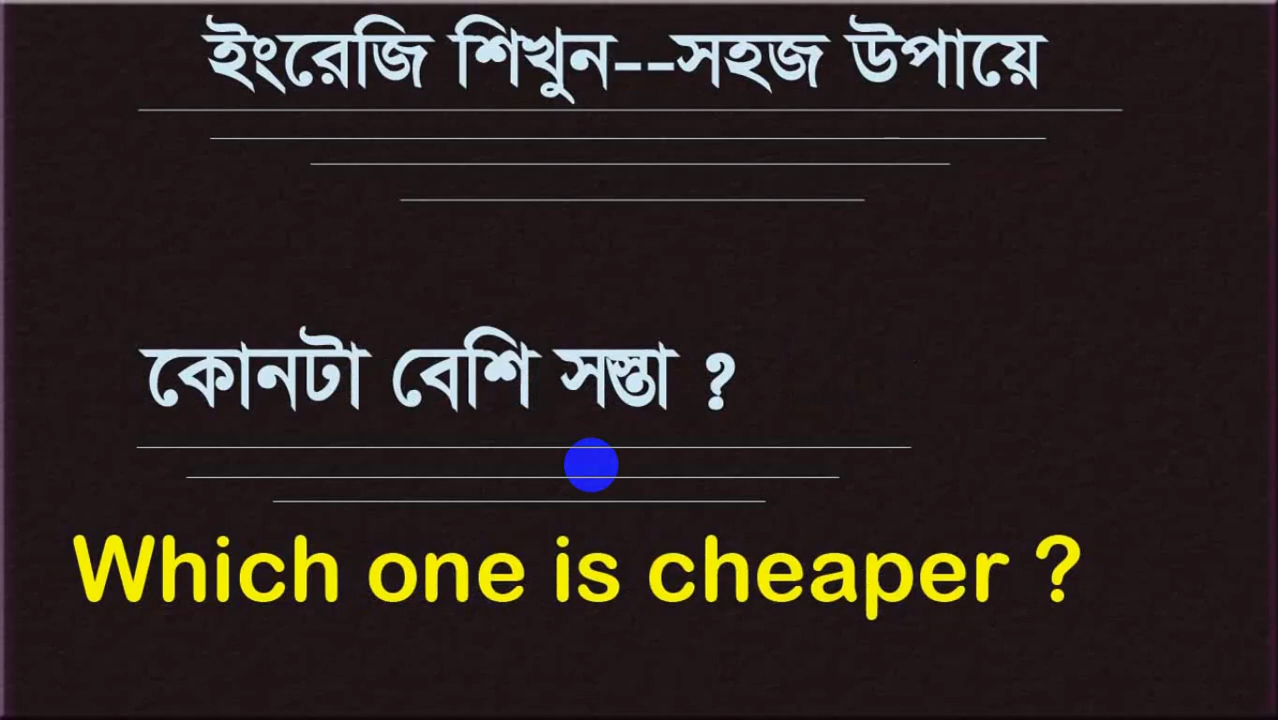 ইংরেজি শিখুন--সহজ উপায়ে
কোনটা বেশি সস্তা ?
Which one is cheaper ?